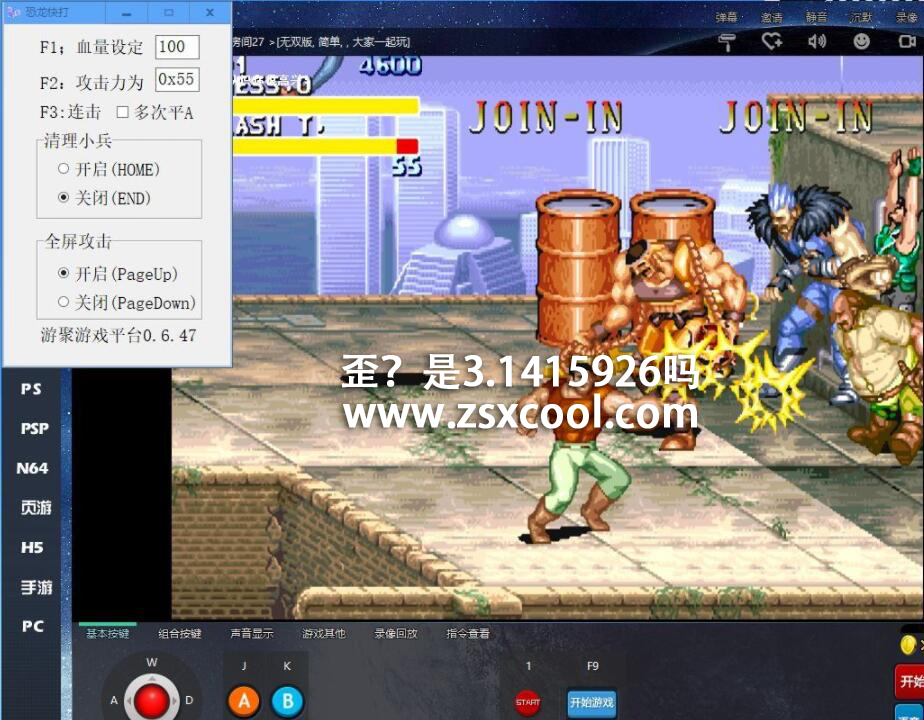 恐龙快打
F1；血量设定 100
F2：攻击力为 0x55
F3:连击 多次平A
清理小兵
开启(HOME)
关闭(END)
全屏攻击
开启(PageUp)
关闭(PageDown)
游聚游戏平台0.6.47
弹幕 邀请 静音 沉默 录像
房间27 >[无双版, 简单, , 大家一起玩]
4600
ESS.O
JOIN-IN JOIN-IN
ASH T.
55
歪？是3.1415926吗
www.zsxcool.com
PS
PSP
N64
页游
H5
手游
PC
基本按键 组合按键 声音显示 游戏其他 录像回放 指令查看
W J K 1 F9
A D A B START 开始游戏 开始